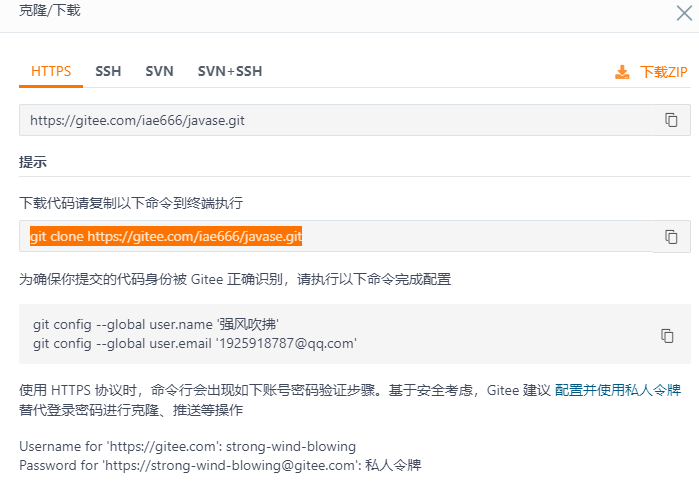 克隆/下载
HTTPS SSH SVN SVN+SSH 下载ZIP
https://gitee.com/iae666/javase.git
提示
下载代码请复制以下命令到终端执行
git clone https://gitee.com/iae666/javase.git
为确保你提交的代码身份被 Gitee 正确识别，请执行以下命令完成配置
git config --global user.name '强风吹拂'
git config --global user.email '1925918787@qq.com'
使用 HTTPS 协议时，命令行会出现如下账号密码验证步骤。基于安全考虑，Gitee 建议 配置并使用私人令牌
替代登录密码进行克隆、推送等操作
Username for 'https://gitee.com': strong-wind-blowing
Password for 'https://strong-wind-blowing@gitee.com': 私人令牌